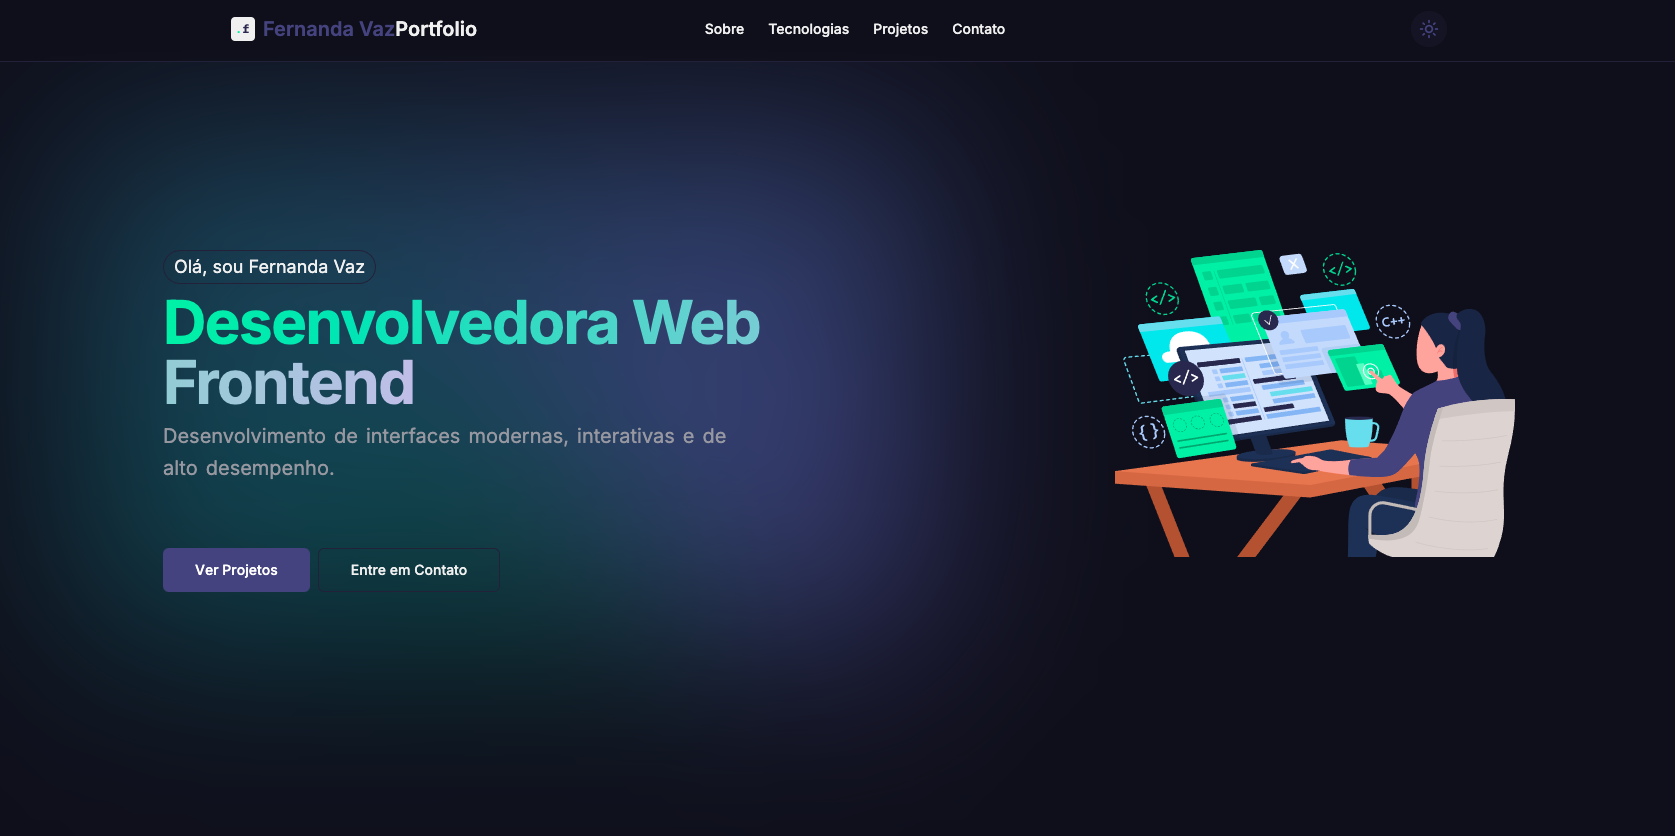 .f Fernanda VazPortfolio Sobre Tecnologias Projetos Contato
Olá, sou Fernanda Vaz
Desenvolvedora Web
Frontend
Desenvolvimento de interfaces modernas, interativas e de
alto desempenho.
Ver Projetos Entre em Contato
</>
X
</>
C++
</>
{ }